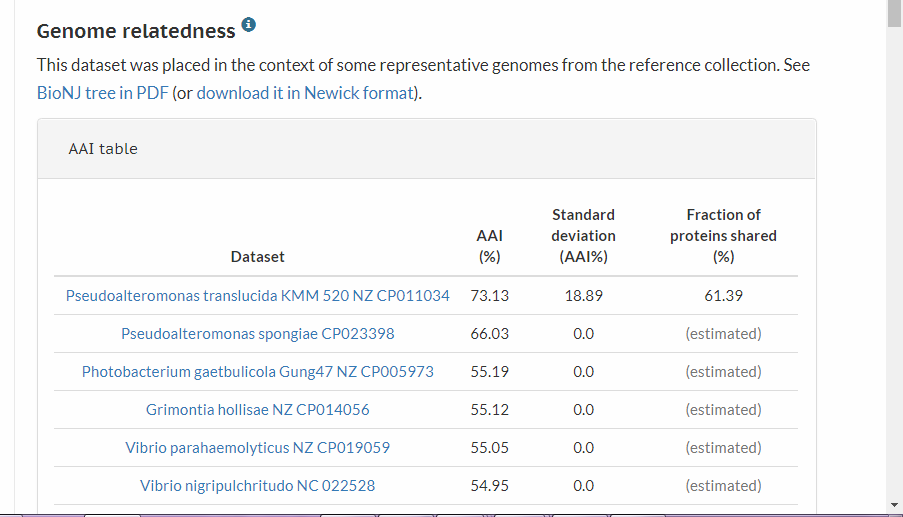 Genome relatedness
This dataset was placed in the context of some representative genomes from the reference collection. See
BioNJ tree in PDF (or download it in Newick format).
AAI table
Dataset AAI (%) Standard deviation (AAI%) Fraction of proteins shared (%)
Pseudoalteromonas translucida KMM 520 NZ CP011034 73.13 18.89 61.39
Pseudoalteromonas spongiae CP023398 66.03 0.0 (estimated)
Photobacterium gaetbulicola Gung47 NZ CP005973 55.19 0.0 (estimated)
Grimontia hollisae NZ CP014056 55.12 0.0 (estimated)
Vibrio parahaemolyticus NZ CP019059 55.05 0.0 (estimated)
Vibrio nigripulchritudo NC 022528 54.95 0.0 (estimated)